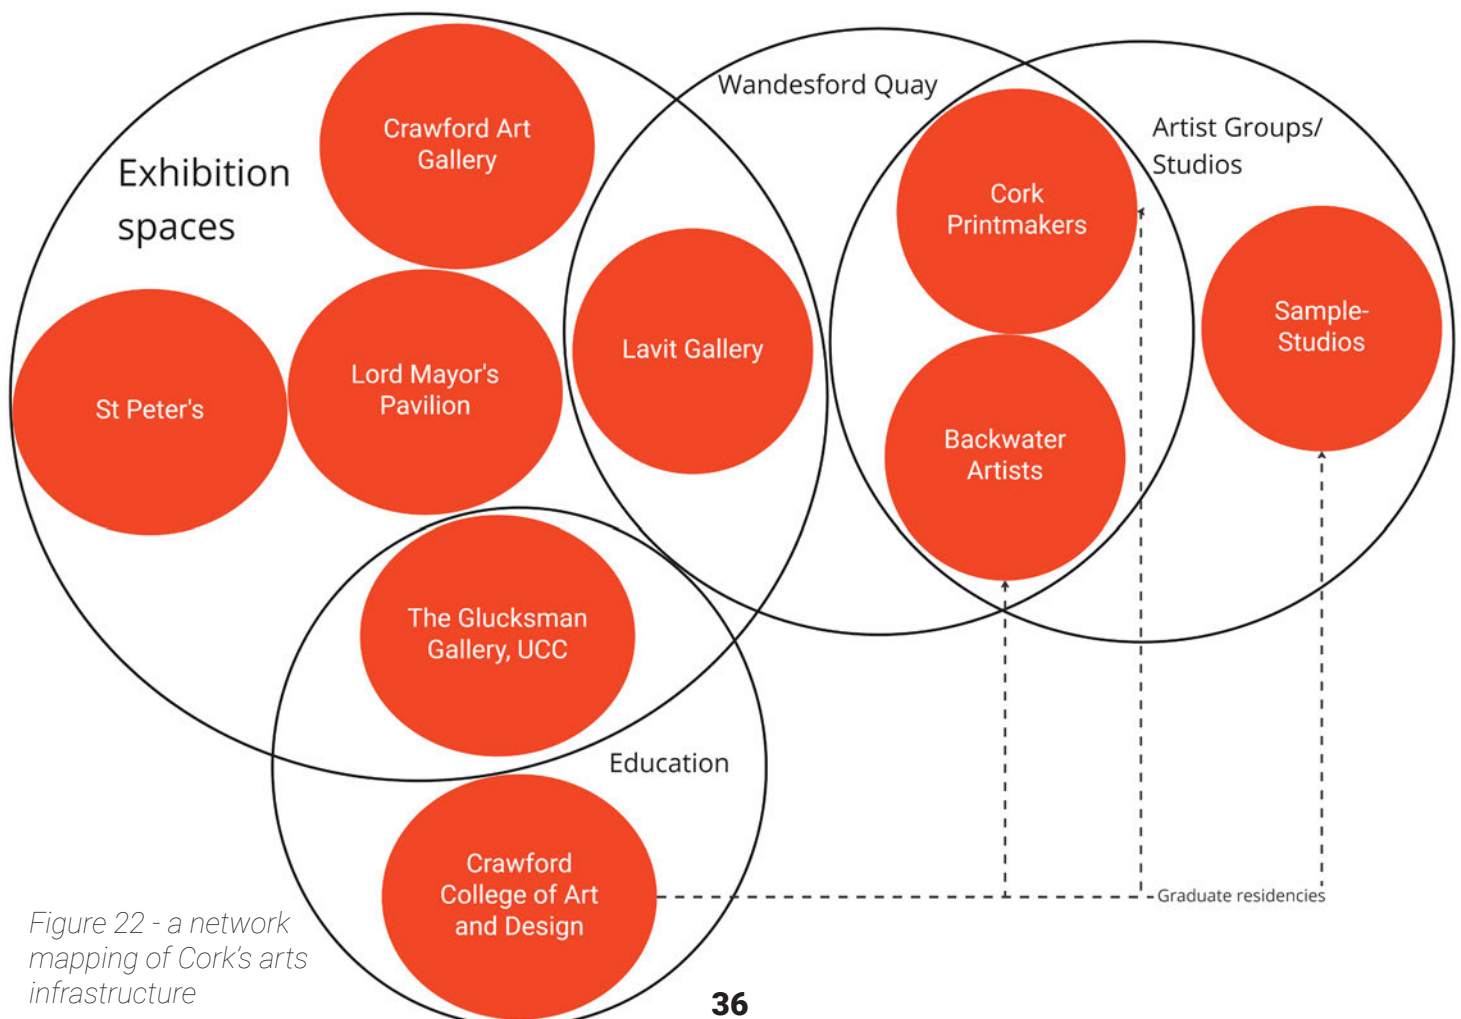 Wandesford Quay
Crawford Art
Gallery
Artist Groups/
Studios
Exhibition
spaces
Cork
Printmakers
Sample-
Studios
Lavit Gallery
Lord Mayor's
Pavilion
St Peter's
Backwater
Artists
The Glucksman
Gallery, UCC
Education
Crawford
College of Art
and Design
Graduate residencies
Figure 22 - a network
mapping of Cork’s arts
infrastructure
36